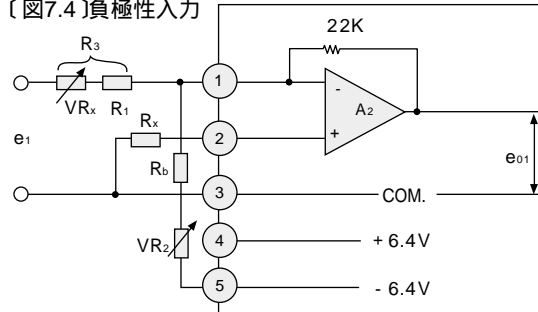 〔図7.4〕負極性入力
R3
22K
1
VRx
R1
-
A2
+
e1
Rx
2
Rb
3
COM.
e01
VR2
4
+ 6.4V
5
- 6.4V